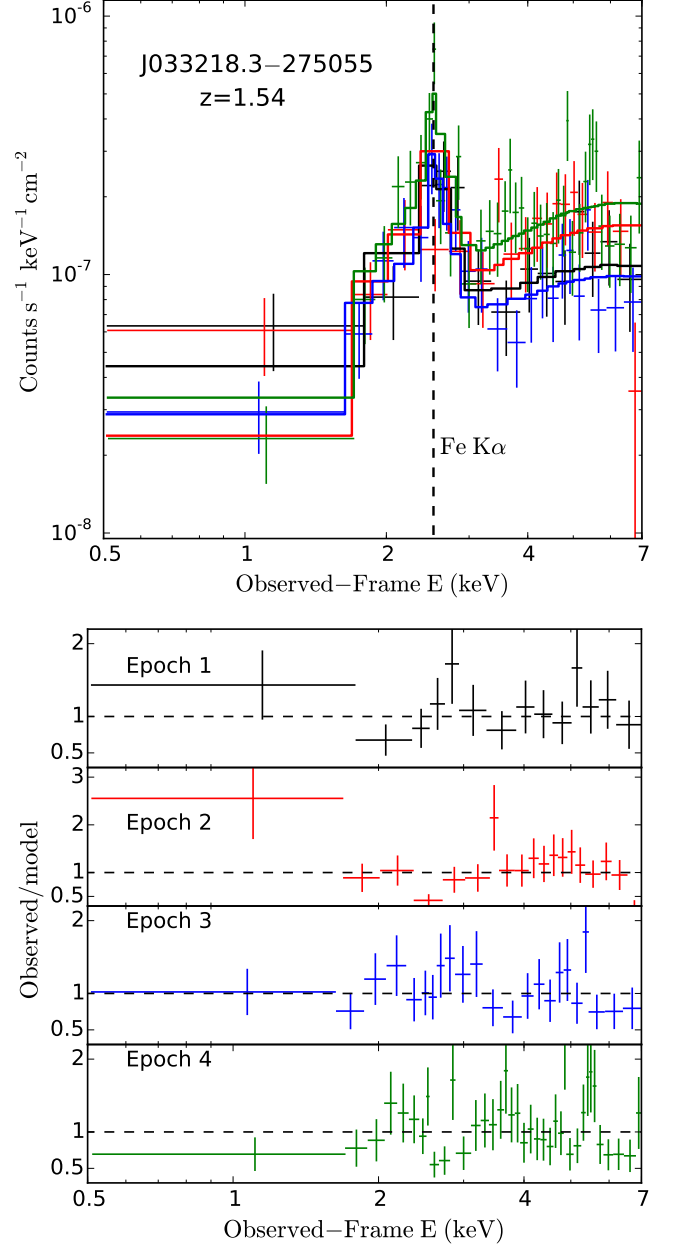 10⁻⁶
J033218.3−275055
z=1.54
Counts s⁻¹ keV⁻¹ cm⁻²
10⁻⁷
Fe Kα
10⁻⁸
0.5 1 2 4 7
Observed−Frame E (keV)
2
Epoch 1
1
0.5
3
Epoch 2
2
1
0.5
Observed/model
Epoch 3
2
1
0.5
Epoch 4
2
1
0.5
0.5 1 2 4 7
Observed−Frame E (keV)